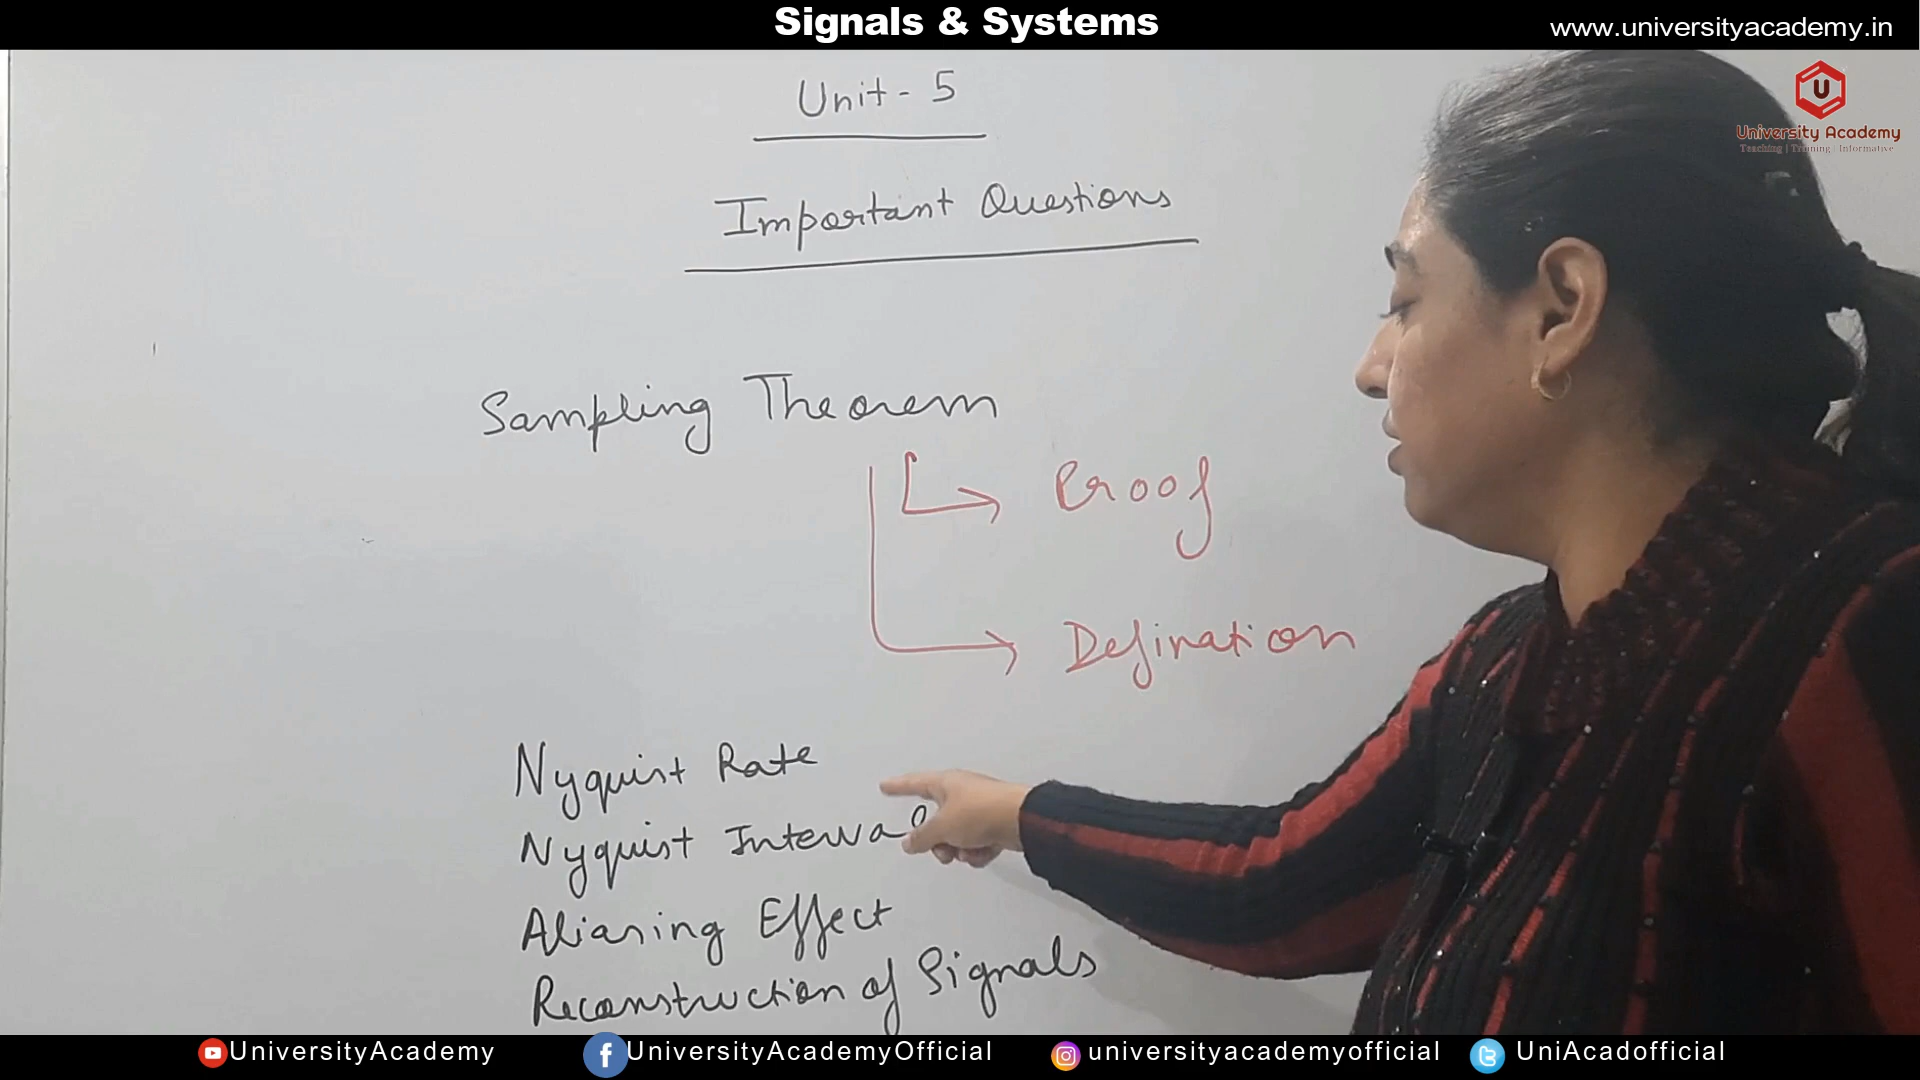 Signals & Systems
www.universityacademy.in
U
University Academy
Teaching | Training | Informative
Unit - 5
Important Questions
Sampling Theorem
Proof
Defination
Nyquist Rate
Nyquist Interval
Aliasing Effect
Reconstruction of Signals
UniversityAcademy
UniversityAcademyOfficial
universityacademyofficial
UniAcadofficial